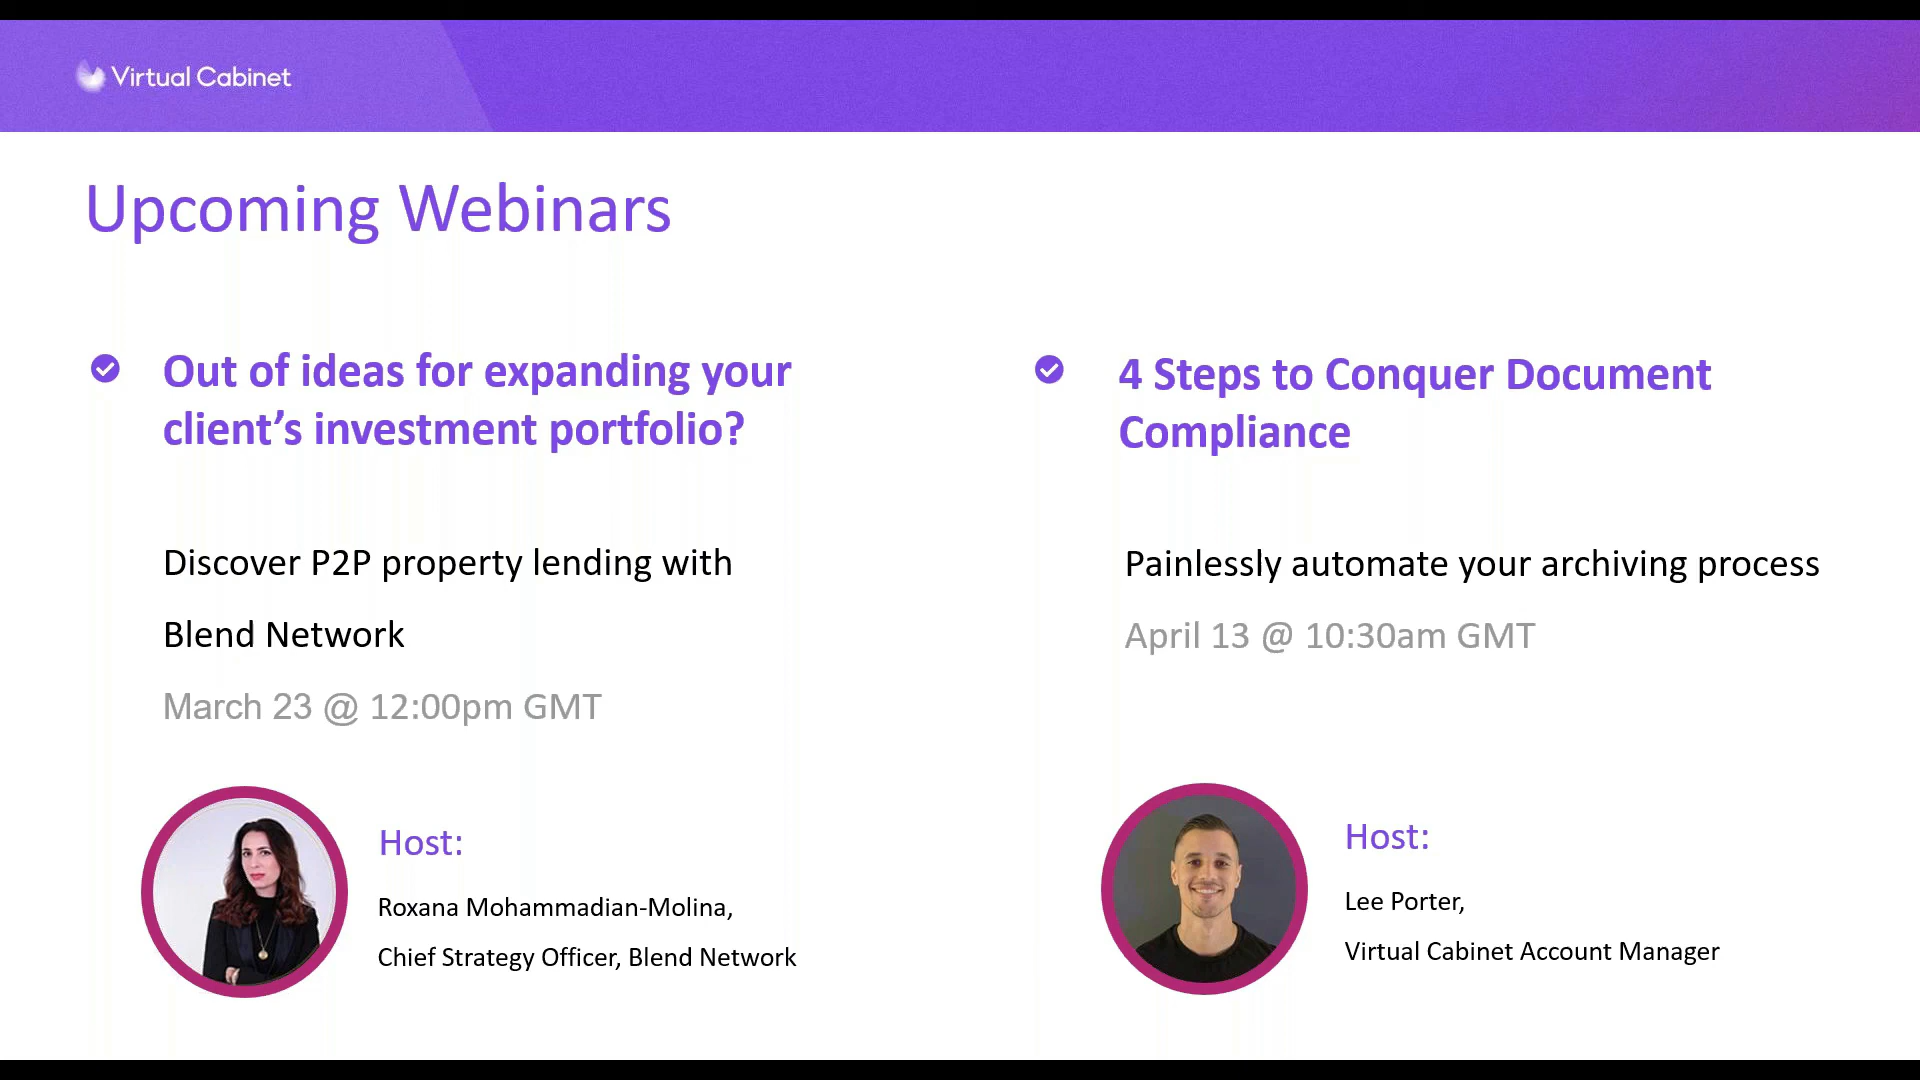 Virtual Cabinet
Upcoming Webinars
Out of ideas for expanding your
client’s investment portfolio?
Discover P2P property lending with
Blend Network
March 23 @ 12:00pm GMT
Host:
Roxana Mohammadian-Molina,
Chief Strategy Officer, Blend Network
4 Steps to Conquer Document
Compliance
Painlessly automate your archiving process
April 13 @ 10:30am GMT
Host:
Lee Porter,
Virtual Cabinet Account Manager